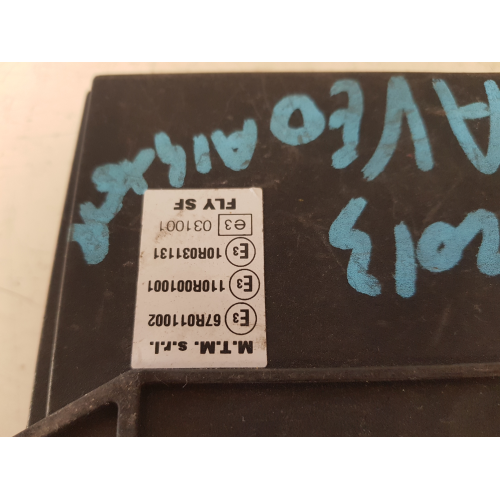 M.T.M. s.r.l.
E3 67R011002
E3 110R001001
E3 10R031131
e3 031001
FLY SF
AVEO
2013